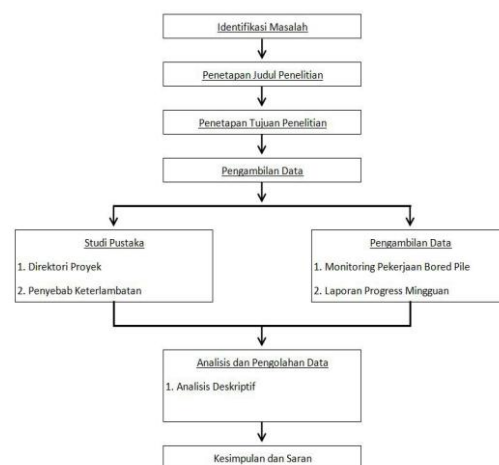 Identifikasi Masalah
Penetapan Judul Penelitian
Penetapan Tujuan Penelitian
Pengambilan Data
Studi Pustaka
1. Direktori Proyek
2. Penyebab Keterlambatan
Pengambilan Data
1. Monitoring Pekerjaan Bored Pile
2. Laporan Progress Mingguan
Analisis dan Pengolahan Data
1. Analisis Deskriptif
Kesimpulan dan Saran